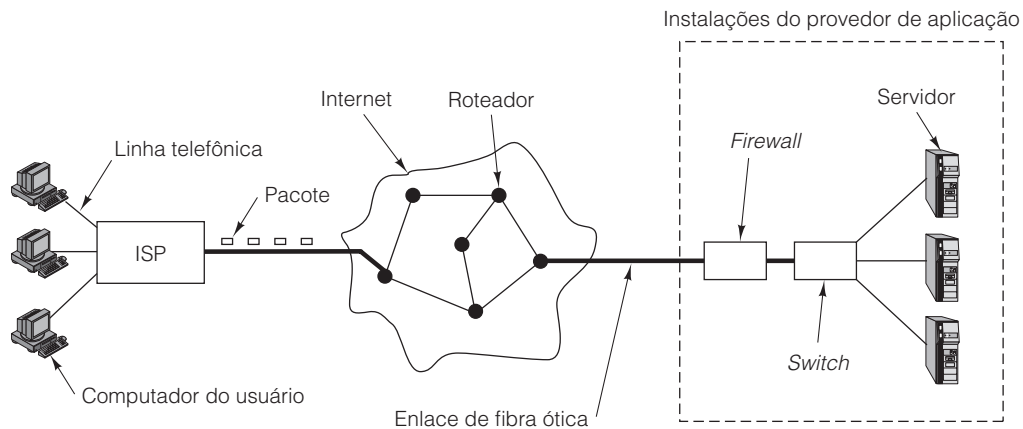 Instalações do provedor de aplicação
Internet
Roteador
Servidor
Firewall
Linha telefônica
Pacote
ISP
Switch
Computador do usuário
Enlace de fibra ótica